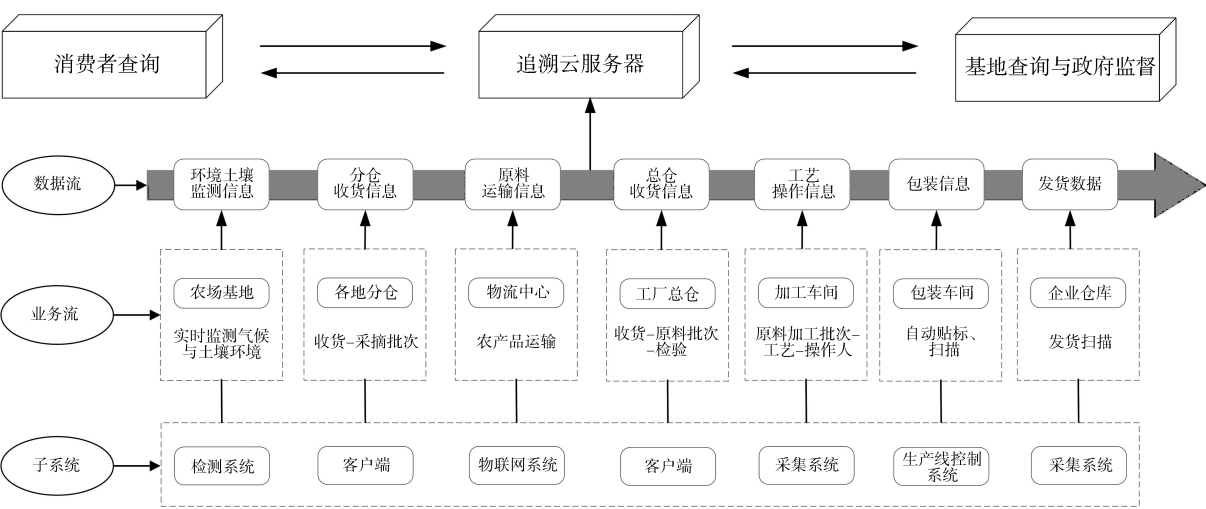 消费者查询
追溯云服务器
基地查询与政府监督
数据流
环境土壤
监测信息
分仓
收货信息
原料
运输信息
总仓
收货信息
工艺
操作信息
包装信息
发货数据
业务流
农场基地
实时监测气候
与土壤环境
各地分仓
收货–采摘批次
物流中心
农产品运输
工厂总仓
收货–原料批次
–检验
加工车间
原料加工批次–
工艺–操作人
包装车间
自动贴标、
扫描
企业仓库
发货扫描
子系统
检测系统
客户端
物联网系统
客户端
采集系统
生产线控制
系统
采集系统